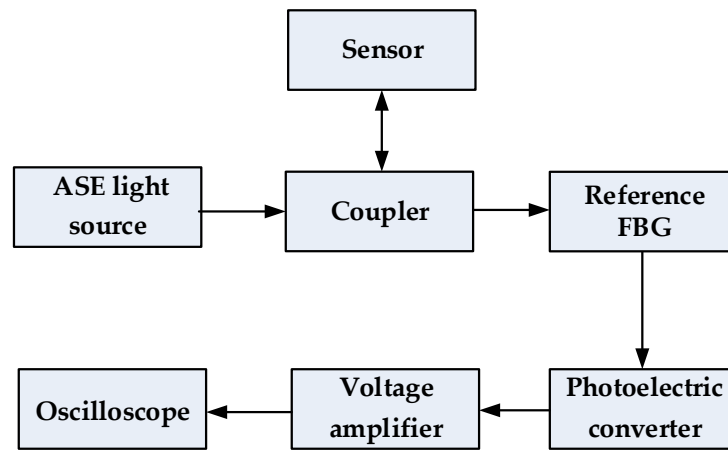 Sensor
ASE light
source
Coupler
Reference
FBG
Oscilloscope
Voltage
amplifier
Photoelectric
converter